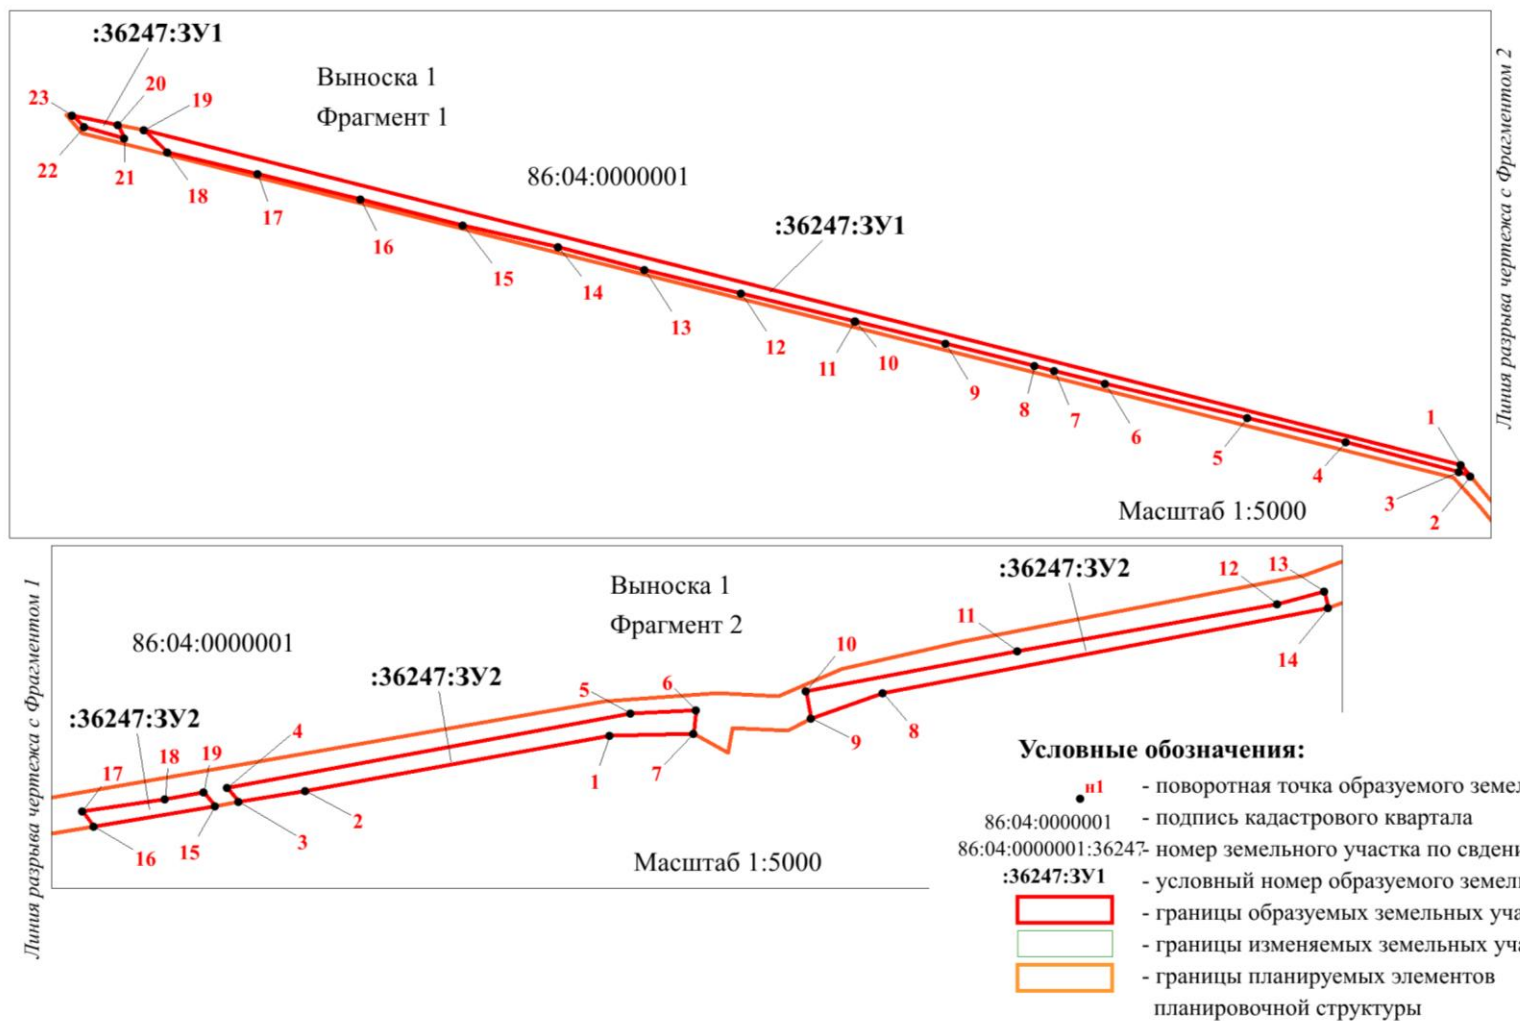 :36247:ЗУ1
Выноска 1
Фрагмент 1
23
20
19
86:04:0000001
22
21
18
17
16
:36247:ЗУ1
15
14
13
12
11
10
9
8
7
6
5
4
3
2
1
Масштаб 1:5000
Линия разрыва чертежа с Фрагментом 2
Линия разрыва чертежа с Фрагментом 1
Выноска 1
Фрагмент 2
86:04:0000001
:36247:ЗУ2
:36247:ЗУ2
:36247:ЗУ2
17
18
19
4
5
6
10
11
12
13
16
15
3
2
1
7
9
8
14
Масштаб 1:5000
Условные обозначения:
н1 - поворотная точка образуемого
86:04:0000001 - подпись кадастрового квартала
86:04:0000001:36247 - номер земельного участка по
:36247:ЗУ1 - условный номер образуемого
- границы образуемых земельных
- границы изменяемых земельных
- границы планируемых элементов
планировочной структуры